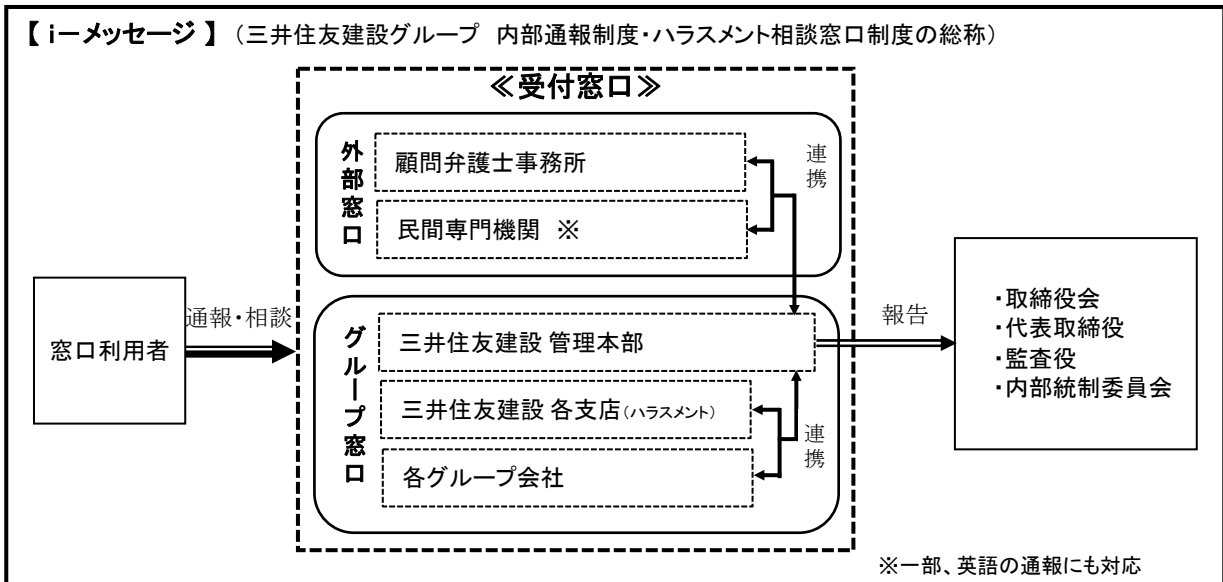 【 i－メッセージ 】 （三井住友建設グループ 内部通報制度・ハラスメント相談窓口制度の総称）
≪受付窓口≫
外部窓口
顧問弁護士事務所
民間専門機関 ※
連携
窓口利用者
通報・相談
グループ窓口
三井住友建設 管理本部
三井住友建設 各支店（ハラスメント）
各グループ会社
連携
報告
・取締役会
・代表取締役
・監査役
・内部統制委員会
※一部、英語の通報にも対応